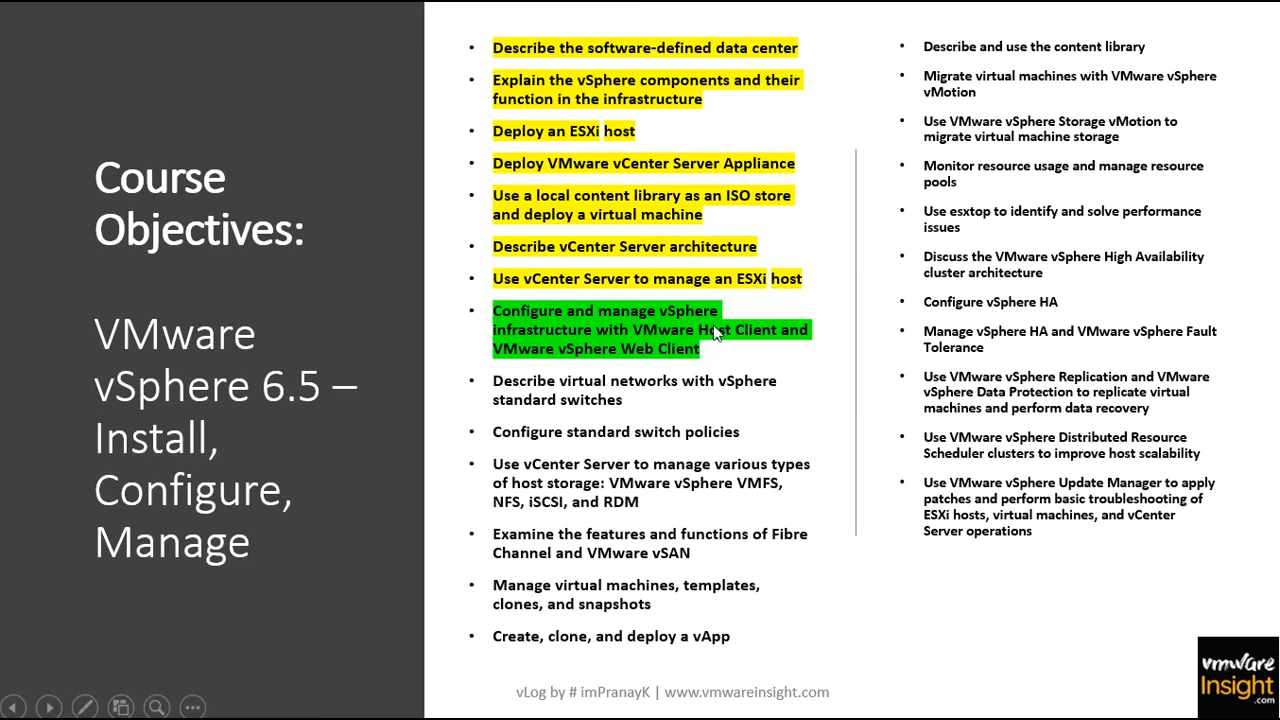 Course
Objectives:
VMware
vSphere 6.5 –
Install,
Configure,
Manage
• Describe the software-defined data center
• Explain the vSphere components and their
function in the infrastructure
• Deploy an ESXi host
• Deploy VMware vCenter Server Appliance
• Use a local content library as an ISO store
and deploy a virtual machine
• Describe vCenter Server architecture
• Use vCenter Server to manage an ESXi host
• Configure and manage vSphere
infrastructure with VMware Host Client and
VMware vSphere Web Client
• Describe virtual networks with vSphere
standard switches
• Configure standard switch policies
• Use vCenter Server to manage various types
of host storage: VMware vSphere VMFS,
NFS, iSCSI, and RDM
• Examine the features and functions of Fibre
Channel and VMware vSAN
• Manage virtual machines, templates,
clones, and snapshots
• Create, clone, and deploy a vApp
• Describe and use the content library
• Migrate virtual machines with VMware vSphere
vMotion
• Use VMware vSphere Storage vMotion to
migrate virtual machine storage
• Monitor resource usage and manage resource
pools
• Use esxtop to identify and solve performance
issues
• Discuss the VMware vSphere High Availability
cluster architecture
• Configure vSphere HA
• Manage vSphere HA and VMware vSphere Fault
Tolerance
• Use VMware vSphere Replication and VMware
vSphere Data Protection to replicate virtual
machines and perform data recovery
• Use VMware vSphere Distributed Resource
Scheduler clusters to improve host scalability
• Use VMware vSphere Update Manager to apply
patches and perform basic troubleshooting of
ESXi hosts, virtual machines, and vCenter
Server operations
vLog by # imPranayK | www.vmwareinsight.com
vmware
Insight
.com